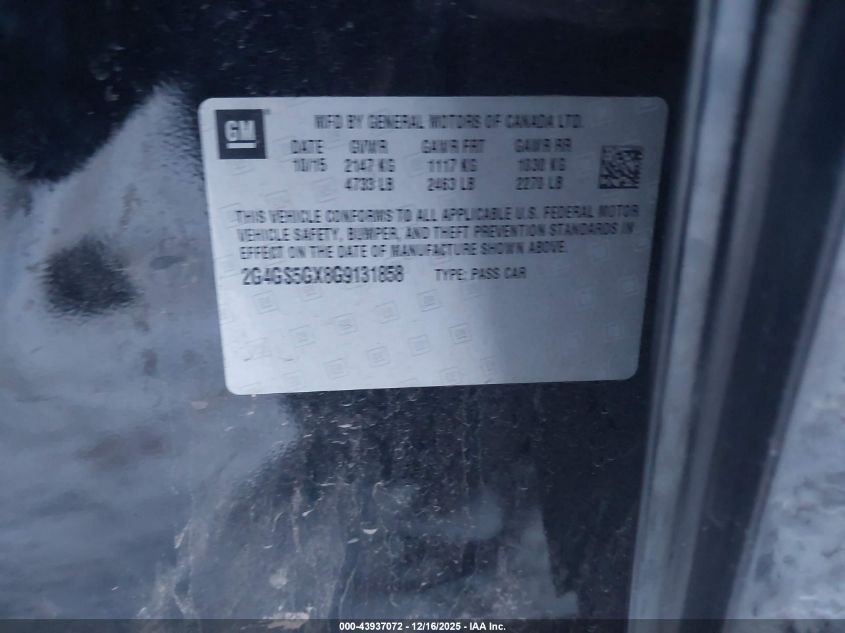 GM
MFD BY GENERAL MOTORS OF CANADA LTD.
DATE GVWR GAWR FRT GAWR RR
10/15 2147 KG 1117 KG 1030 KG
4733 LB 2463 LB 2270 LB
THIS VEHICLE CONFORMS TO ALL APPLICABLE U.S. FEDERAL MOTOR
VEHICLE SAFETY, BUMPER, AND THEFT PREVENTION STANDARDS IN
EFFECT ON THE DATE OF MANUFACTURE SHOWN ABOVE.
2G4GS5GX8G9131858 TYPE: PASS CAR
000-43937072 - 12/16/2025 - IAA Inc.